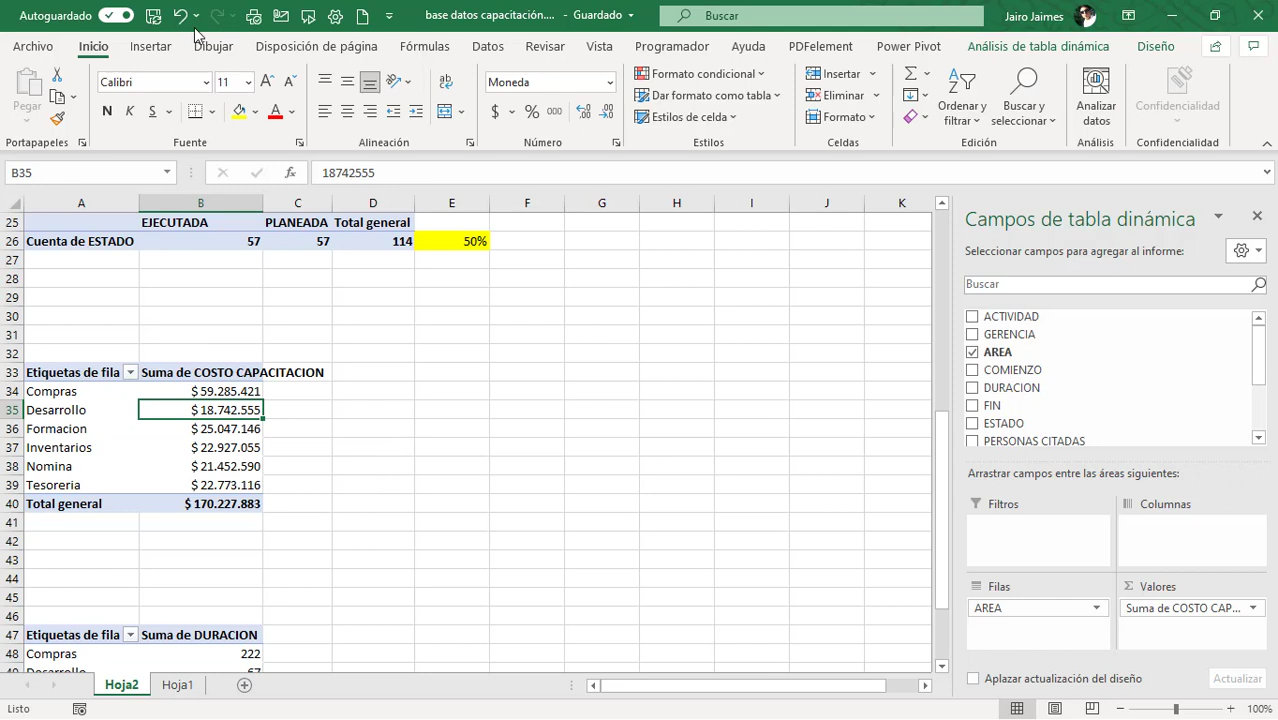 Autoguardado
base datos capacitación.... - Guardado
Buscar
Jairo Jaimes
Archivo Inicio Insertar Dibujar Disposición de página Fórmulas Datos Revisar Vista Programador Ayuda PDFelement Power Pivot Análisis de tabla dinámica Diseño
Pegar
Portapapeles
Calibri 11
N K S
Fuente
Alineación
Moneda
$ % 000
Número
Formato condicional
Dar formato como tabla
Estilos de celda
Estilos
Insertar
Eliminar
Formato
Celdas
Ordenar y filtrar
Buscar y seleccionar
Edición
Analizar datos
Análisis
Confidencialidad
Confidencialidad
B35 fx 18742555
A B C D E F G H I J K
25 EJECUTADA PLANEADA Total general
26 Cuenta de ESTADO 57 57 114 50%
27
28
29
30
31
32
33 Etiquetas de fila Suma de COSTO CAPACITACION
34 Compras $ 59.285.421
35 Desarrollo $ 18.742.555
36 Formacion $ 25.047.146
37 Inventarios $ 22.927.055
38 Nomina $ 21.452.590
39 Tesoreria $ 22.773.116
40 Total general $ 170.227.883
41
42
43
44
45
46
47 Etiquetas de fila Suma de DURACION
48 Compras 222
Campos de tabla dinámica
Seleccionar campos para agregar al informe:
Buscar
ACTIVIDAD
GERENCIA
AREA
COMIENZO
DURACION
FIN
ESTADO
PERSONAS CITADAS
Arrastrar campos entre las áreas siguientes:
Filtros
Columnas
Filas
Σ Valores
AREA
Suma de COSTO CAP...
Aplazar actualización del diseño
Actualizar
Hoja2 Hoja1
Listo
100%